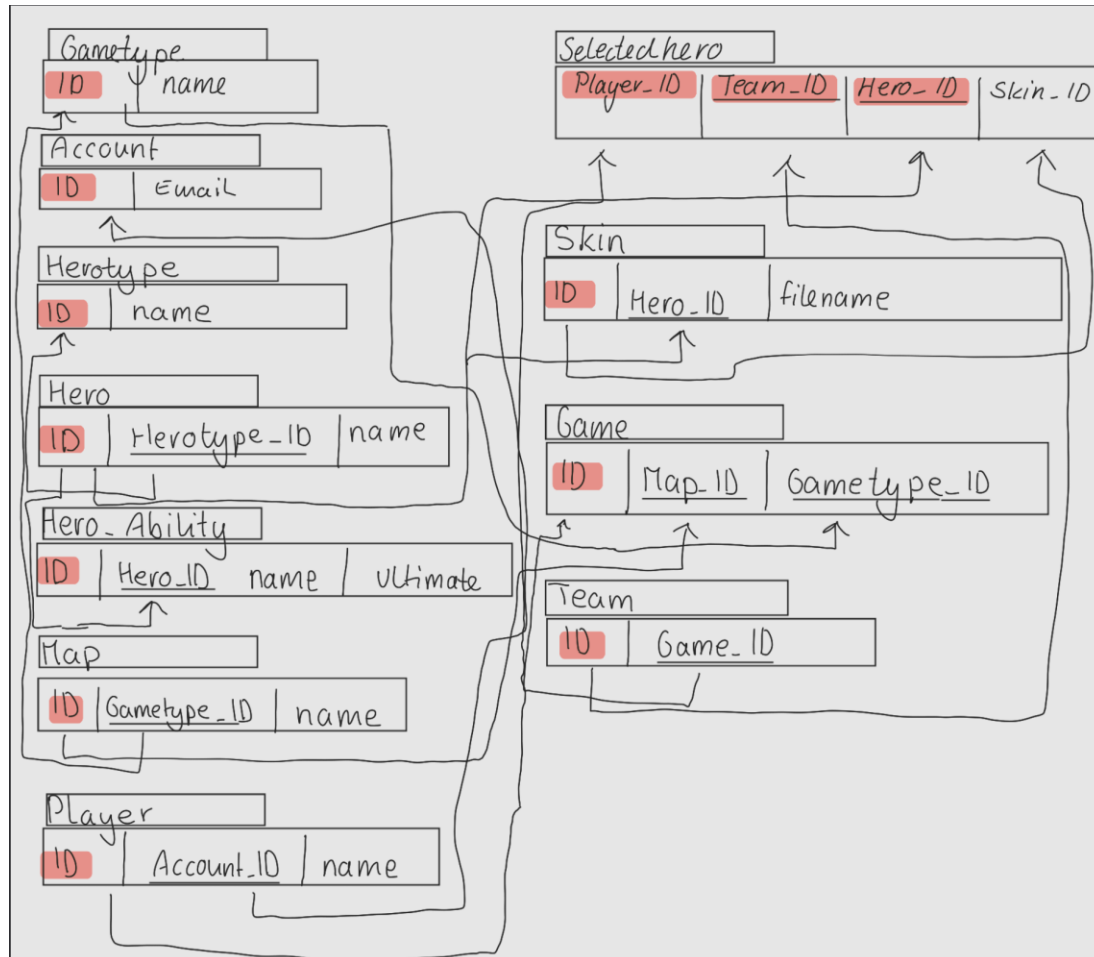 Gametype
ID name
Account
ID Email
Herotype
ID name
Hero
ID Herotype_ID name
Hero_Ability
ID Hero_ID name ultimate
Map
ID Gametype_ID name
Player
ID Account_ID name
Selectedhero
Player_ID Team_ID Hero_ID Skin_ID
Skin
ID Hero_ID filename
Game
ID Map_ID Gametype_ID
Team
ID Game_ID